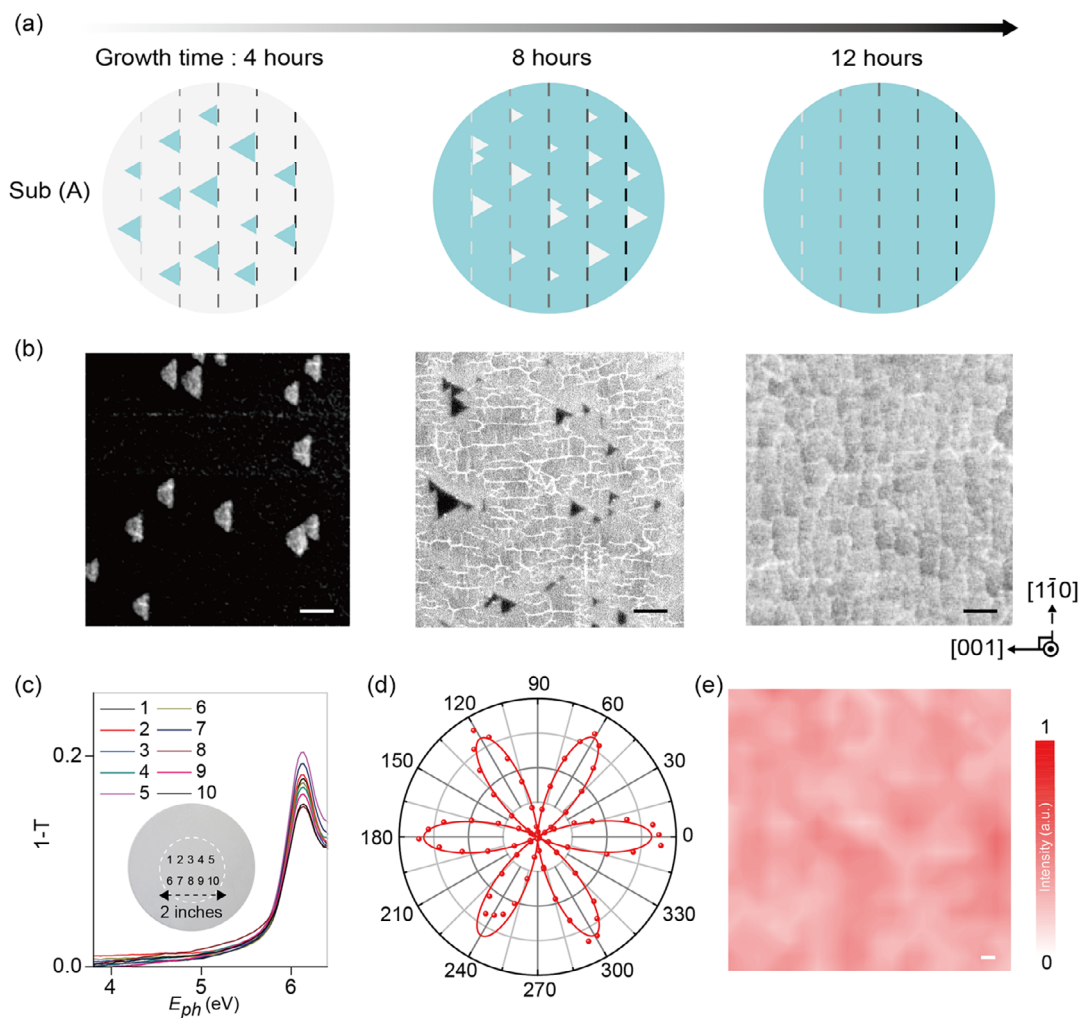 (a)
Growth time : 4 hours
8 hours
12 hours
Sub (A)
(b)
[11̄0]
[001]
(c)
(d)
(e)
1 6
2 7
3 8
4 9
5 10
0.2
0.0
1-T
1 2 3 4 5
6 7 8 9 10
2 inches
4 5 6
E_ph (eV)
90
120 60
150 30
180 0
210 330
240 300
270
1
Intensity (a.u.)
0